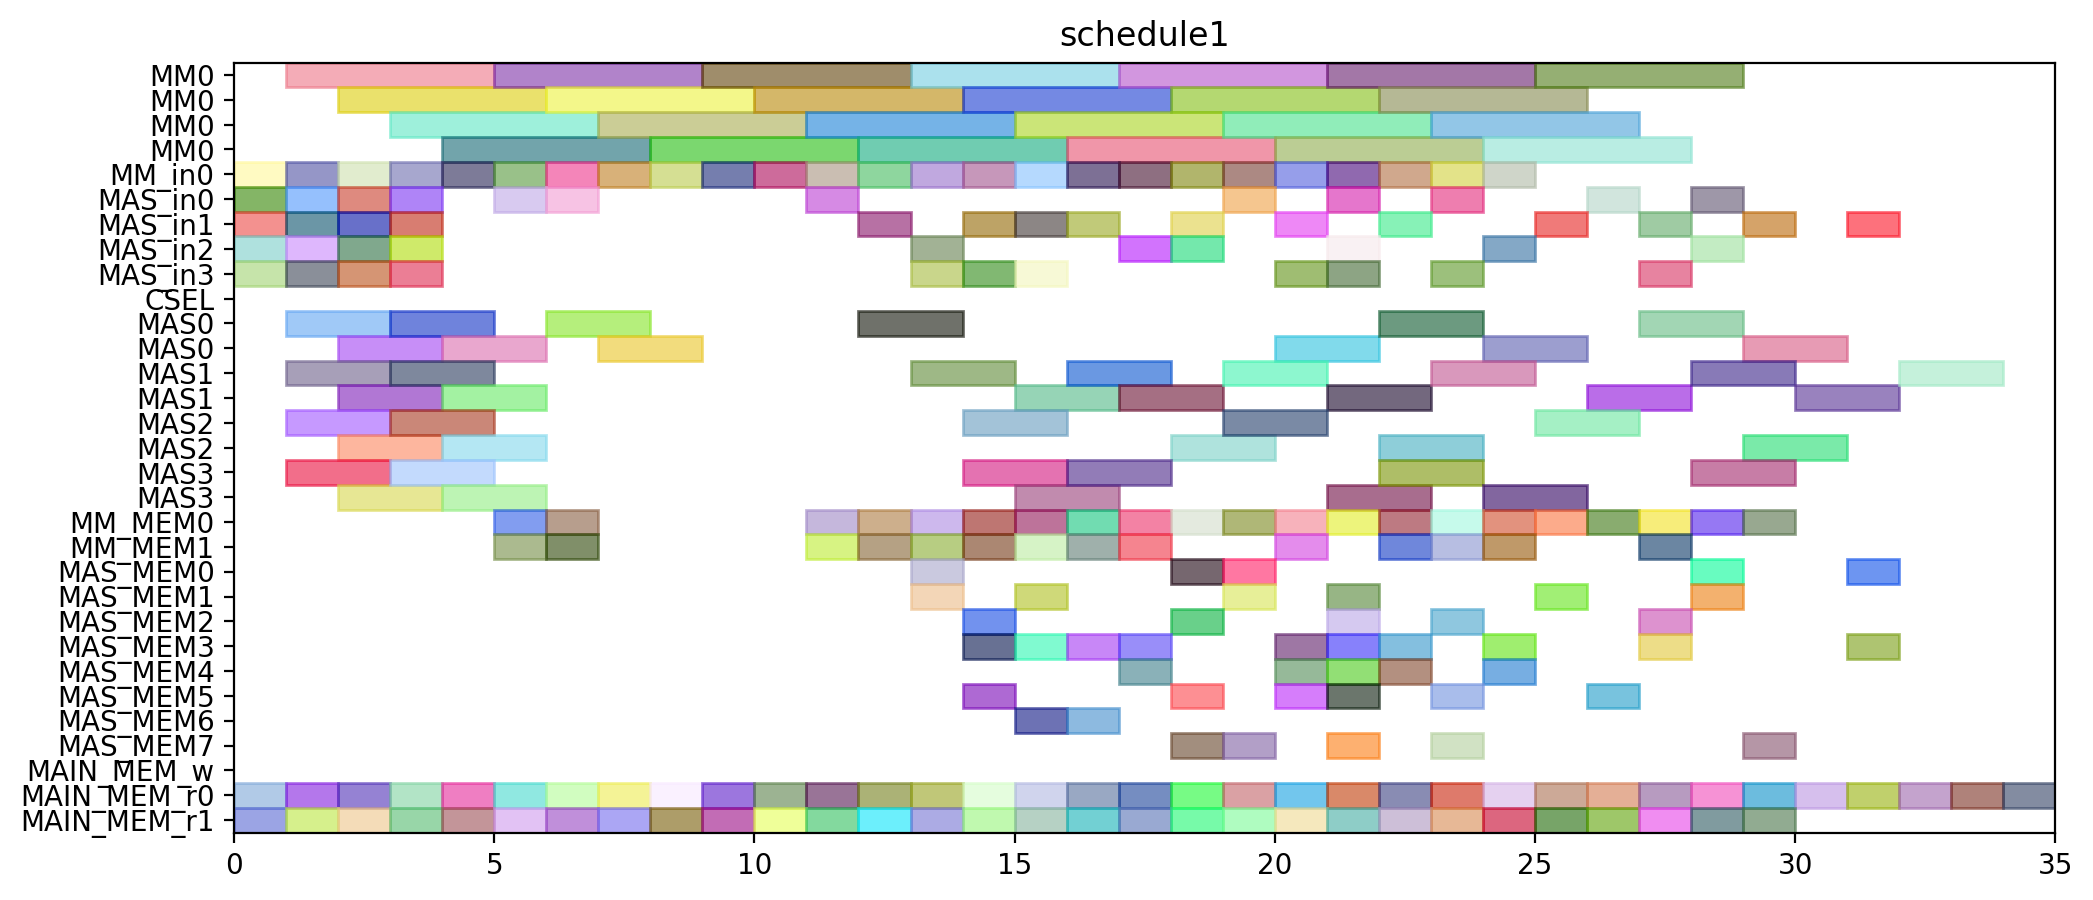 schedule1
MM0
MM0
MM0
MM0
MM_in0
MAS_in0
MAS_in1
MAS_in2
MAS_in3
CSEL
MAS0
MAS0
MAS1
MAS1
MAS2
MAS2
MAS3
MAS3
MM_MEM0
MM_MEM1
MAS_MEM0
MAS_MEM1
MAS_MEM2
MAS_MEM3
MAS_MEM4
MAS_MEM5
MAS_MEM6
MAS_MEM7
MAIN_MEM_w
MAIN_MEM_r0
MAIN_MEM_r1
0 5 10 15 20 25 30 35